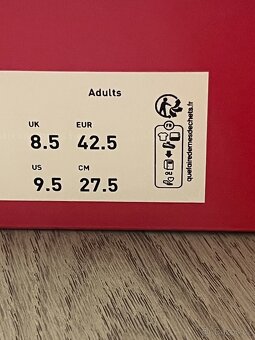 Adults
UK EUR
8.5 42.5
US CM
9.5 27.5
quefairedemesdechets.fr